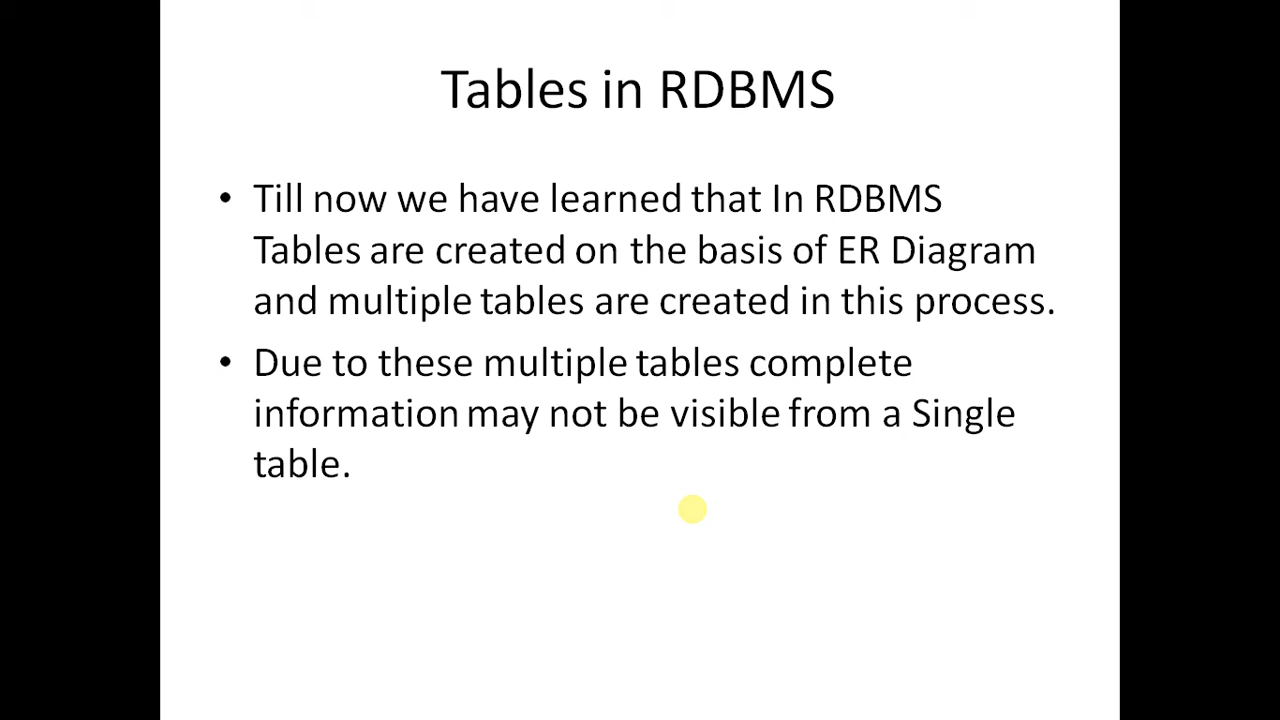 Tables in RDBMS
• Till now we have learned that In RDBMS
Tables are created on the basis of ER Diagram
and multiple tables are created in this process.
• Due to these multiple tables complete
information may not be visible from a Single
table.